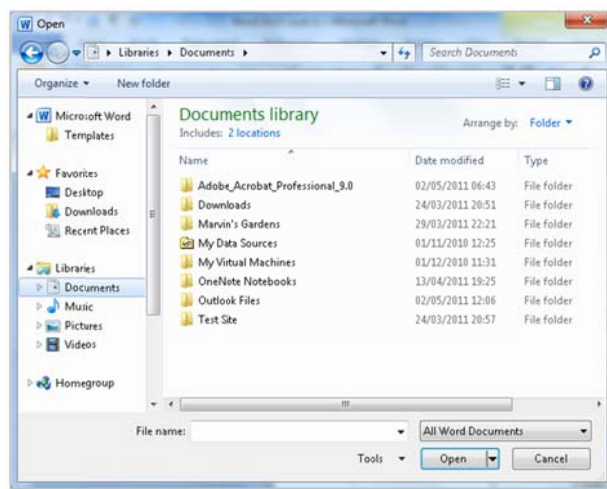 Open
Libraries Documents
Search Documents
Organize New folder
Microsoft Word
Templates
Favorites
Desktop
Downloads
Recent Places
Libraries
Documents
Music
Pictures
Videos
Homegroup
Documents library
Includes: 2 locations
Arrange by: Folder
Name Date modified Type
Adobe_Acrobat_Professional_9.0 02/05/2011 06:43 File folder
Downloads 24/03/2011 20:51 File folder
Marvin's Gardens 29/03/2011 22:21 File folder
My Data Sources 01/11/2010 12:25 File folder
My Virtual Machines 01/12/2010 11:31 File folder
OneNote Notebooks 13/04/2011 19:25 File folder
Outlook Files 02/05/2011 12:06 File folder
Test Site 24/03/2011 20:57 File folder
File name: All Word Documents
Tools Open Cancel